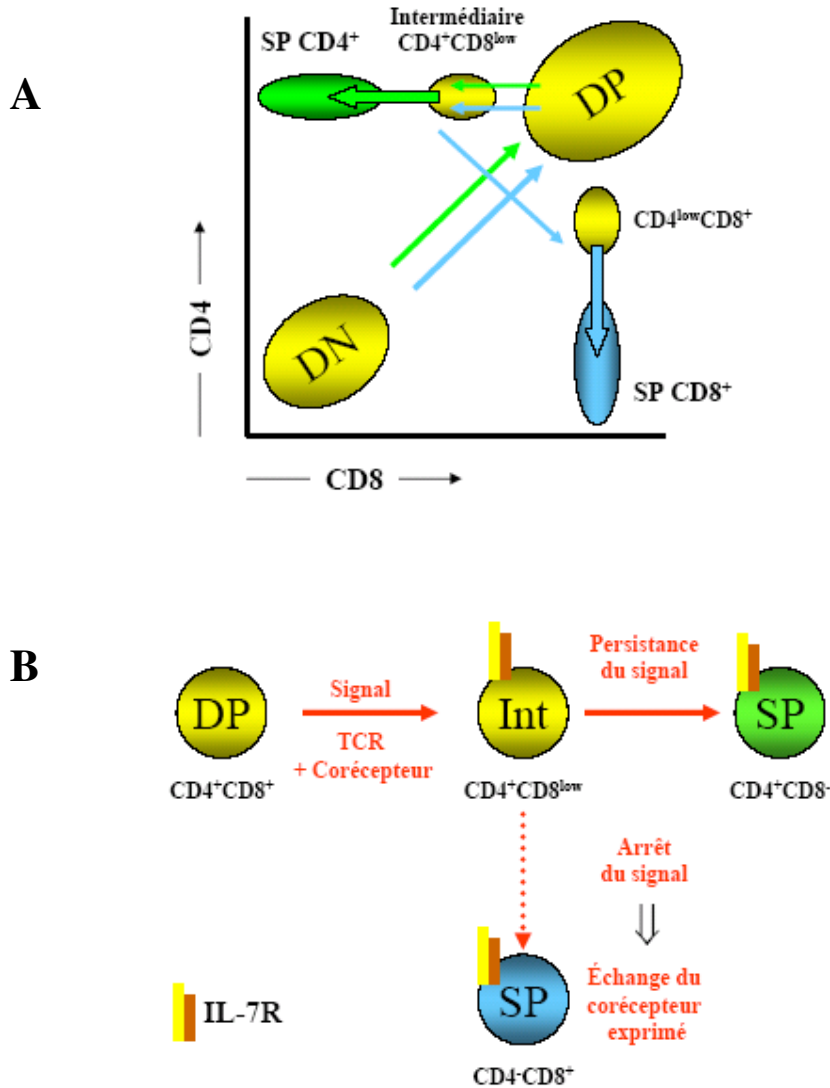 A
SP CD4⁺
Intermédiaire
CD4⁺CD8ˡᵒʷ
DP
CD4ˡᵒʷCD8⁺
DN
SP CD8⁺
CD4
CD8
B
DP
CD4⁺CD8⁺
Signal
TCR
+ Corécepteur
Int
CD4⁺CD8ˡᵒʷ
Persistance
du signal
SP
CD4⁺CD8⁻
Arrêt
du signal
Échange du
corécepteur
exprimé
SP
CD4⁻CD8⁺
IL-7R